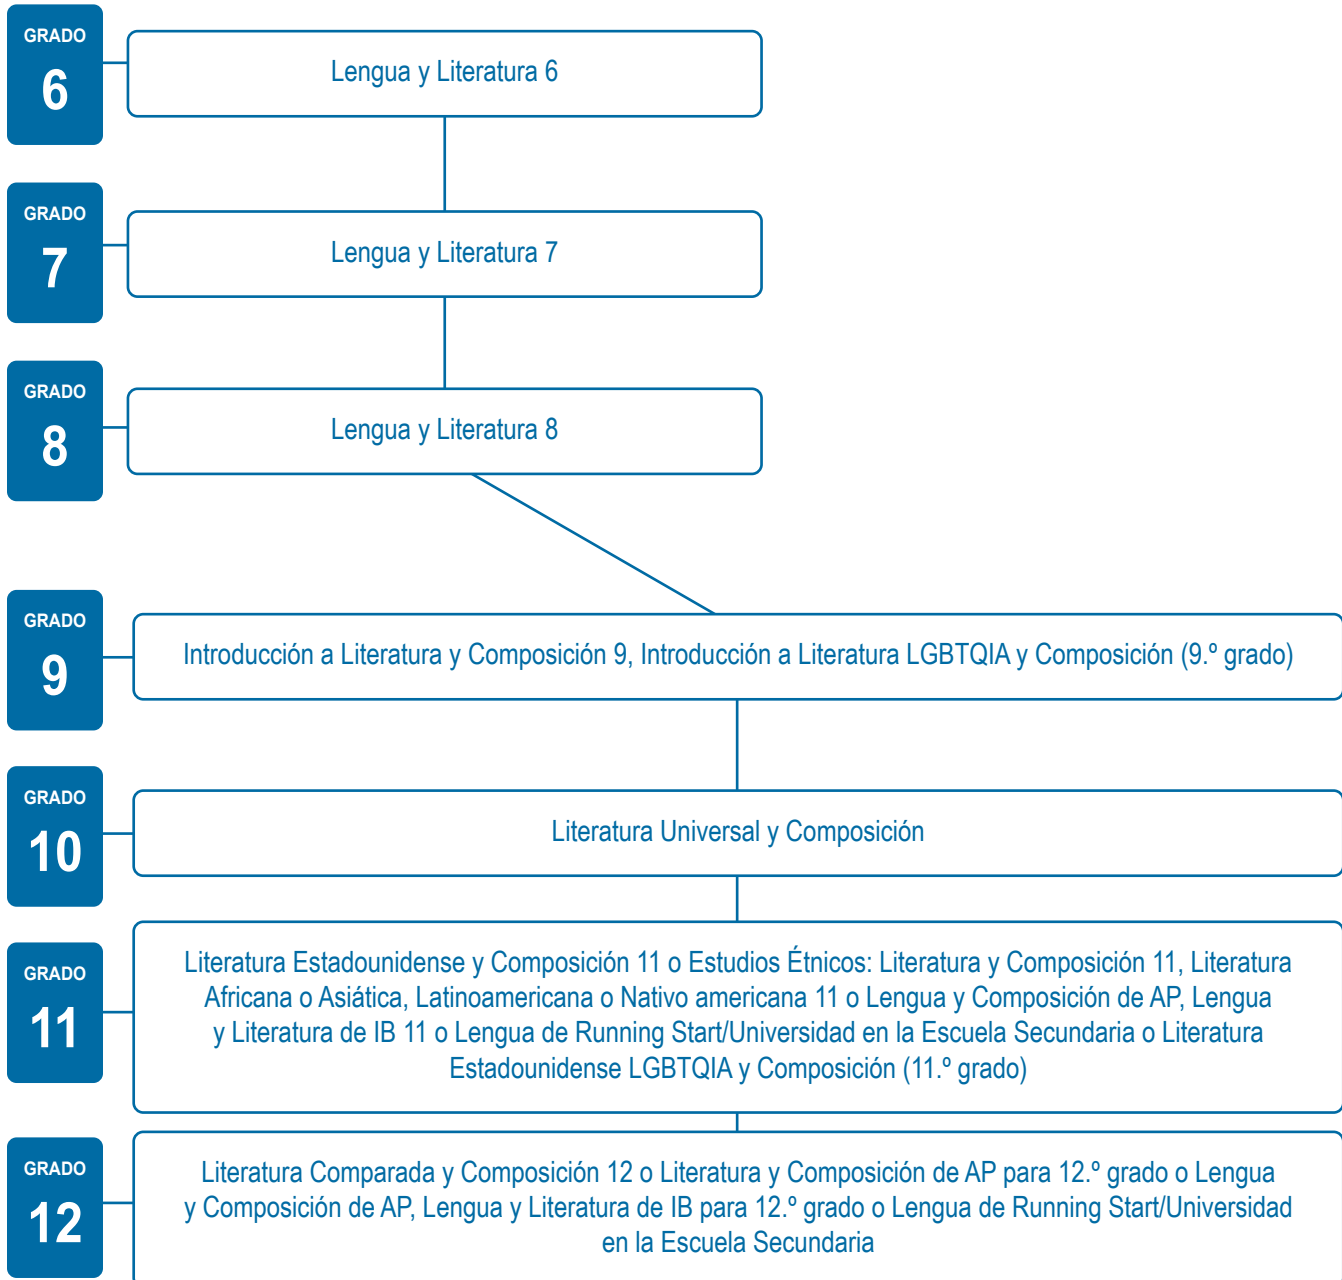 GRADO
6
Lengua y Literatura 6
GRADO
7
Lengua y Literatura 7
GRADO
8
Lengua y Literatura 8
GRADO
9
Introducción a Literatura y Composición 9, Introducción a Literatura LGBTQIA y Composición (9.º grado)
GRADO
10
Literatura Universal y Composición
GRADO
11
Literatura Estadounidense y Composición 11 o Estudios Étnicos: Literatura y Composición 11, Literatura
Africana o Asiática, Latinoamericana o Nativo americana 11 o Lengua y Composición de AP, Lengua
y Literatura de IB 11 o Lengua de Running Start/Universidad en la Escuela Secundaria o Literatura
Estadounidense LGBTQIA y Composición (11.º grado)
GRADO
12
Literatura Comparada y Composición 12 o Literatura y Composición de AP para 12.º grado o Lengua
y Composición de AP, Lengua y Literatura de IB para 12.º grado o Lengua de Running Start/Universidad
en la Escuela Secundaria